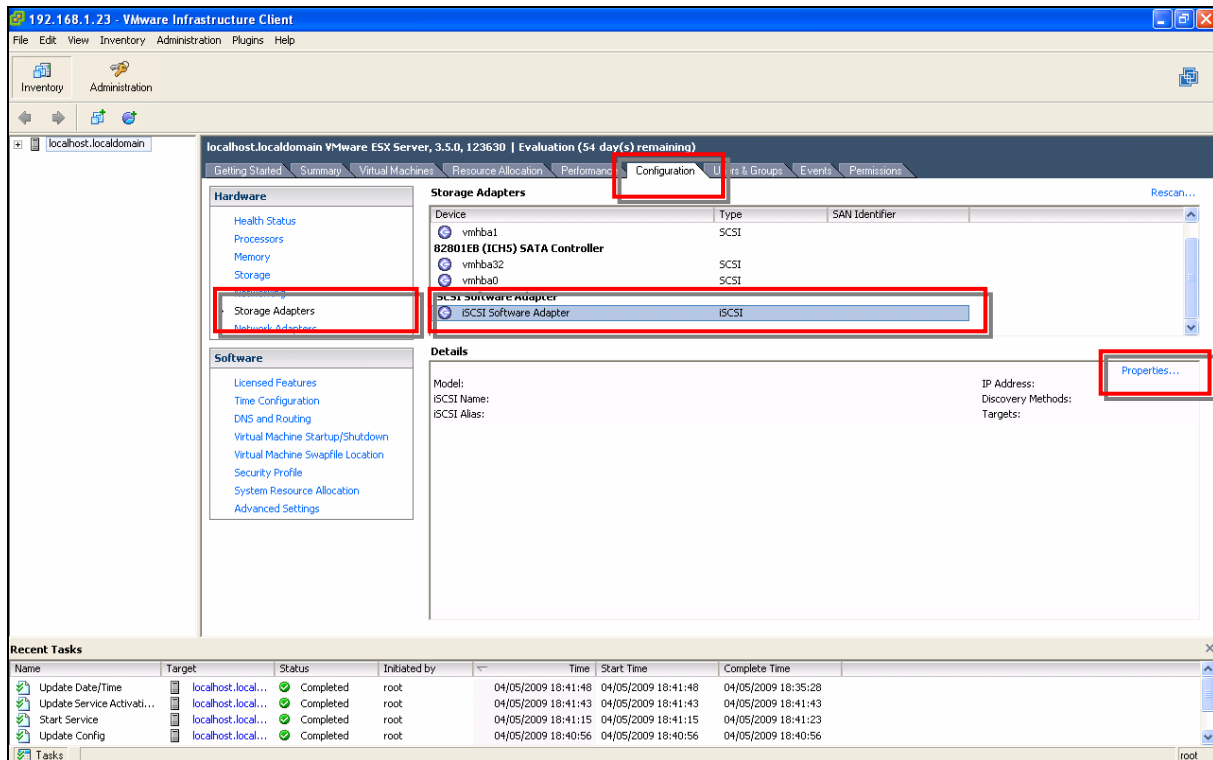 192.168.1.23 - VMware Infrastructure Client
File Edit View Inventory Administration Plugins Help
Inventory Administration
localhost.localdomain
localhost.localdomain VMware ESX Server, 3.5.0, 123630 | Evaluation (54 day(s) remaining)
Getting Started Summary Virtual Machines Resource Allocation Performance Configuration Users & Groups Events Permissions
Hardware
Health Status
Processors
Memory
Storage
Networking
Storage Adapters
Network Adapters
Software
Licensed Features
Time Configuration
DNS and Routing
Virtual Machine Startup/Shutdown
Virtual Machine Swapfile Location
Security Profile
System Resource Allocation
Advanced Settings
Storage Adapters Rescan...
Device Type SAN Identifier
vmhba1 SCSI
82801EB (ICH5) SATA Controller
vmhba32 SCSI
vmhba0 SCSI
iSCSI Software Adapter
iSCSI Software Adapter iSCSI
Details
Properties...
Model: IP Address:
iSCSI Name: Discovery Methods:
iSCSI Alias: Targets:
Recent Tasks
Name Target Status Initiated by Time Start Time Complete Time
Update Date/Time localhost.local... Completed root 04/05/2009 18:41:48 04/05/2009 18:41:48 04/05/2009 18:35:28
Update Service Activati... localhost.local... Completed root 04/05/2009 18:41:43 04/05/2009 18:41:43 04/05/2009 18:41:43
Start Service localhost.local... Completed root 04/05/2009 18:41:15 04/05/2009 18:41:15 04/05/2009 18:41:23
Update Config localhost.local... Completed root 04/05/2009 18:40:56 04/05/2009 18:40:56 04/05/2009 18:40:56
Tasks root